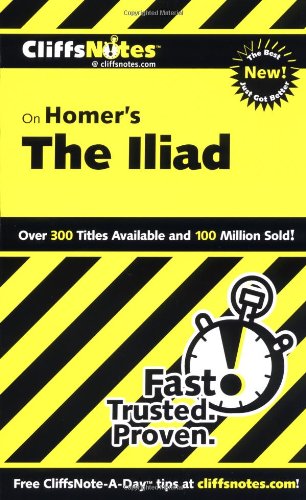 CliffsNotes™
@ cliffsnotes.com
The Best
New!
Just Got Better
On Homer's
The Iliad
Over 300 Titles Available and 100 Million Sold!
Fast.
Trusted.
Proven.
Free CliffsNote-A-Day™ tips at cliffsnotes.com!